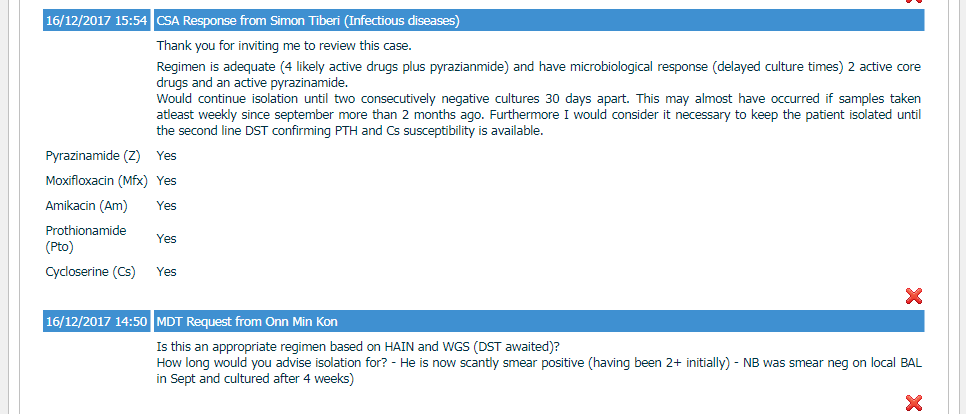 16/12/2017 15:54 CSA Response from Simon Tiberi (Infectious diseases)
Thank you for inviting me to review this case.
Regimen is adequate (4 likely active drugs plus pyrazianmide) and have microbiological response (delayed culture times) 2 active core
drugs and an active pyrazinamide.
Would continue isolation until two consecutively negative cultures 30 days apart. This may almost have occurred if samples taken
atleast weekly since september more than 2 months ago. Furthermore I would consider it necessary to keep the patient isolated until
the second line DST confirming PTH and Cs susceptibility is available.
Pyrazinamide (Z) Yes
Moxifloxacin (Mfx) Yes
Amikacin (Am) Yes
Prothionamide
(Pto) Yes
Cycloserine (Cs) Yes
16/12/2017 14:50 MDT Request from Onn Min Kon
Is this an appropriate regimen based on HAIN and WGS (DST awaited)?
How long would you advise isolation for? - He is now scantly smear positive (having been 2+ initially) - NB was smear neg on local BAL
in Sept and cultured after 4 weeks)